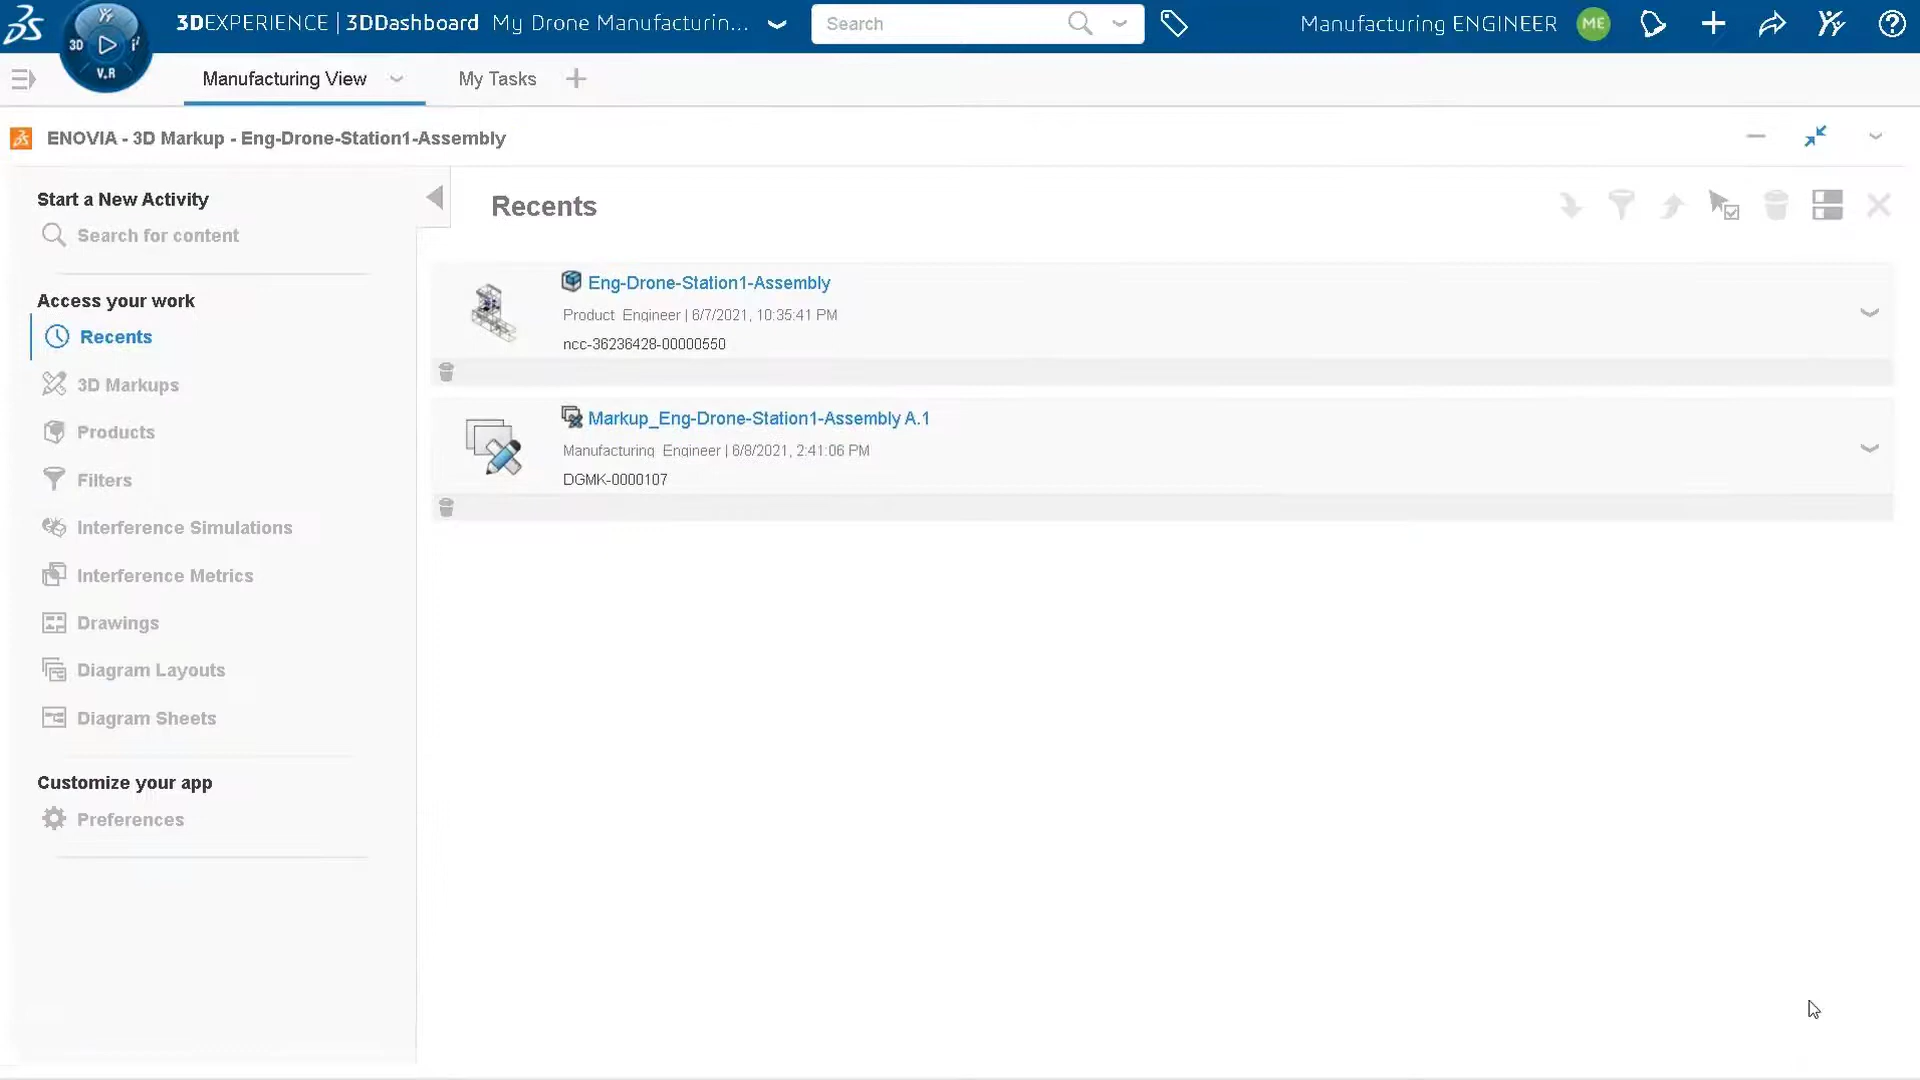 3DEXPERIENCE | 3DDashboard My Drone Manufacturin...
Search
Manufacturing ENGINEER
ME
3D
V.R
Manufacturing View
My Tasks
ENOVIA - 3D Markup - Eng-Drone-Station1-Assembly
Start a New Activity
Search for content
Access your work
Recents
3D Markups
Products
Filters
Interference Simulations
Interference Metrics
Drawings
Diagram Layouts
Diagram Sheets
Customize your app
Preferences
Recents
Eng-Drone-Station1-Assembly
Product Engineer | 6/7/2021, 10:35:41 PM
ncc-36236428-00000550
Markup_Eng-Drone-Station1-Assembly A.1
Manufacturing Engineer | 6/8/2021, 2:41:06 PM
DGMK-0000107